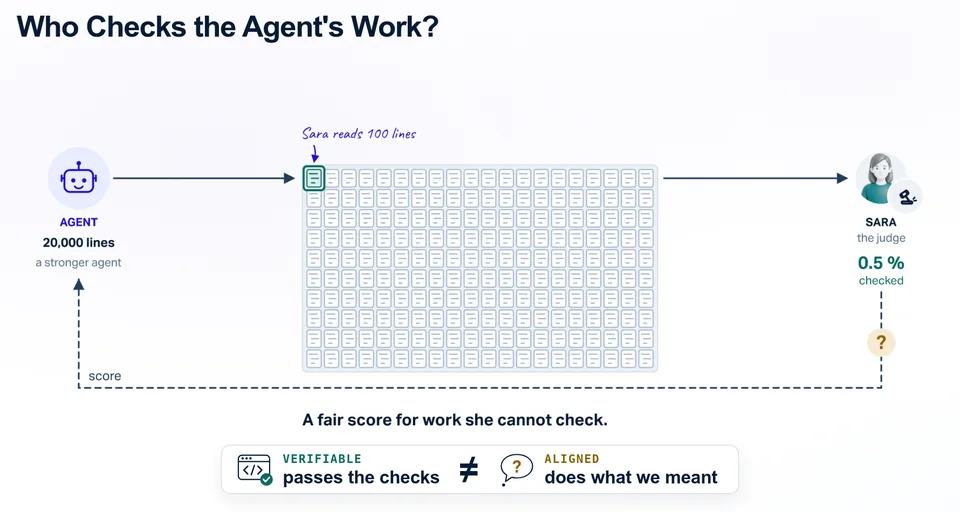 Who Checks the Agent's Work?
Sara reads 100 lines
AGENT
20,000 lines
a stronger agent
SARA
the judge
0.5 %
checked
?
score
A fair score for work she cannot check.
</>
VERIFIABLE
passes the checks
≠
?
ALIGNED
does what we meant